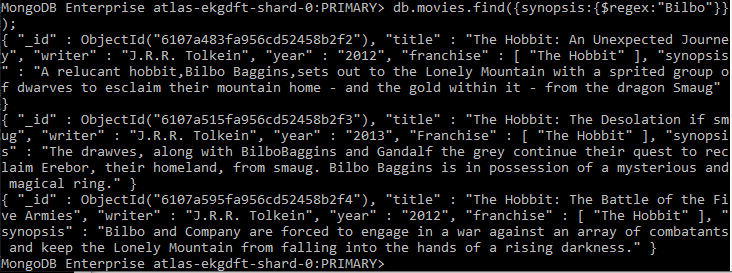 MongoDB Enterprise atlas-ekgdft-shard-0:PRIMARY> db.movies.find({synopsis:{$regex:"Bilbo"}}
);
{ "_id" : ObjectId("6107a483fa956cd52458b2f2"), "title" : "The Hobbit: An Unexpected Journe
y", "writer" : "J.R.R. Tolkein", "year" : "2012", "franchise" : [ "The Hobbit" ], "synopsis
" : "A relucant hobbit,Bilbo Baggins,sets out to the Lonely Mountain with a sprited group o
f dwarves to esclaim their mountain home - and the gold within it - from the dragon Smaug"
}
{ "_id" : ObjectId("6107a515fa956cd52458b2f3"), "title" : "The Hobbit: The Desolation if sm
ug", "writer" : "J.R.R. Tolkein", "year" : "2013", "Franchise" : [ "The Hobbit" ], "synopsi
s" : "The drawves, along with BilboBaggins and Gandalf the grey continue their quest to rec
laim Erebor, their homeland, from smaug. Bilbo Baggins is in possession of a mysterious and
 magical ring." }
{ "_id" : ObjectId("6107a595fa956cd52458b2f4"), "title" : "The Hobbit: The Battle of the Fi
ve Armies", "writer" : "J.R.R. Tolkein", "year" : "2012", "franchise" : [ "The Hobbit" ], "
synopsis" : "Bilbo and Company are forced to engage in a war against an array of combatants
 and keep the Lonely Mountain from falling into the hands of a rising darkness." }
MongoDB Enterprise atlas-ekgdft-shard-0:PRIMARY>